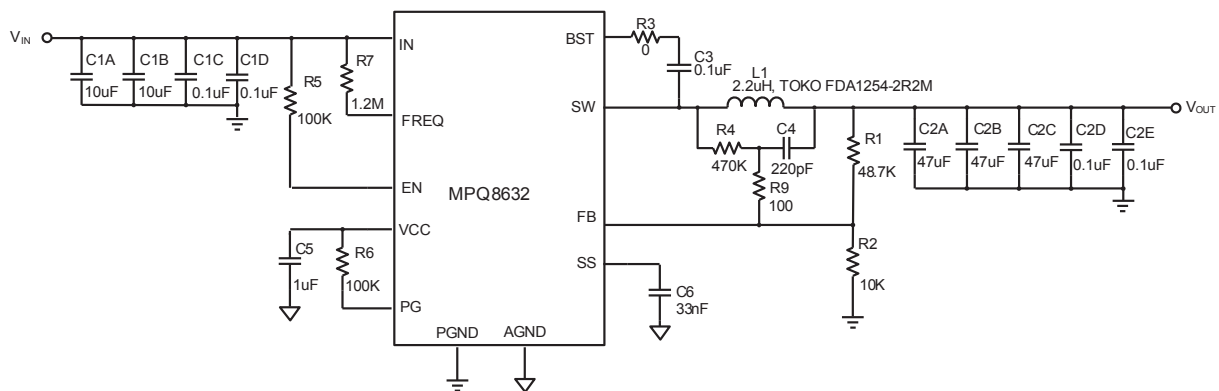 VIN
C1A
10uF
C1B
10uF
C1C
0.1uF
C1D
0.1uF
R5
100K
R7
1.2M
IN
FREQ
EN
VCC
PG
C5
1uF
R6
100K
MPQ8632
PGND
AGND
BST
SW
FB
SS
R3
0
C3
0.1uF
L1
2.2uH, TOKO FDA1254-2R2M
R4
470K
C4
220pF
R9
100
R1
48.7K
R2
10K
C6
33nF
C2A
47uF
C2B
47uF
C2C
47uF
C2D
0.1uF
C2E
0.1uF
VOUT